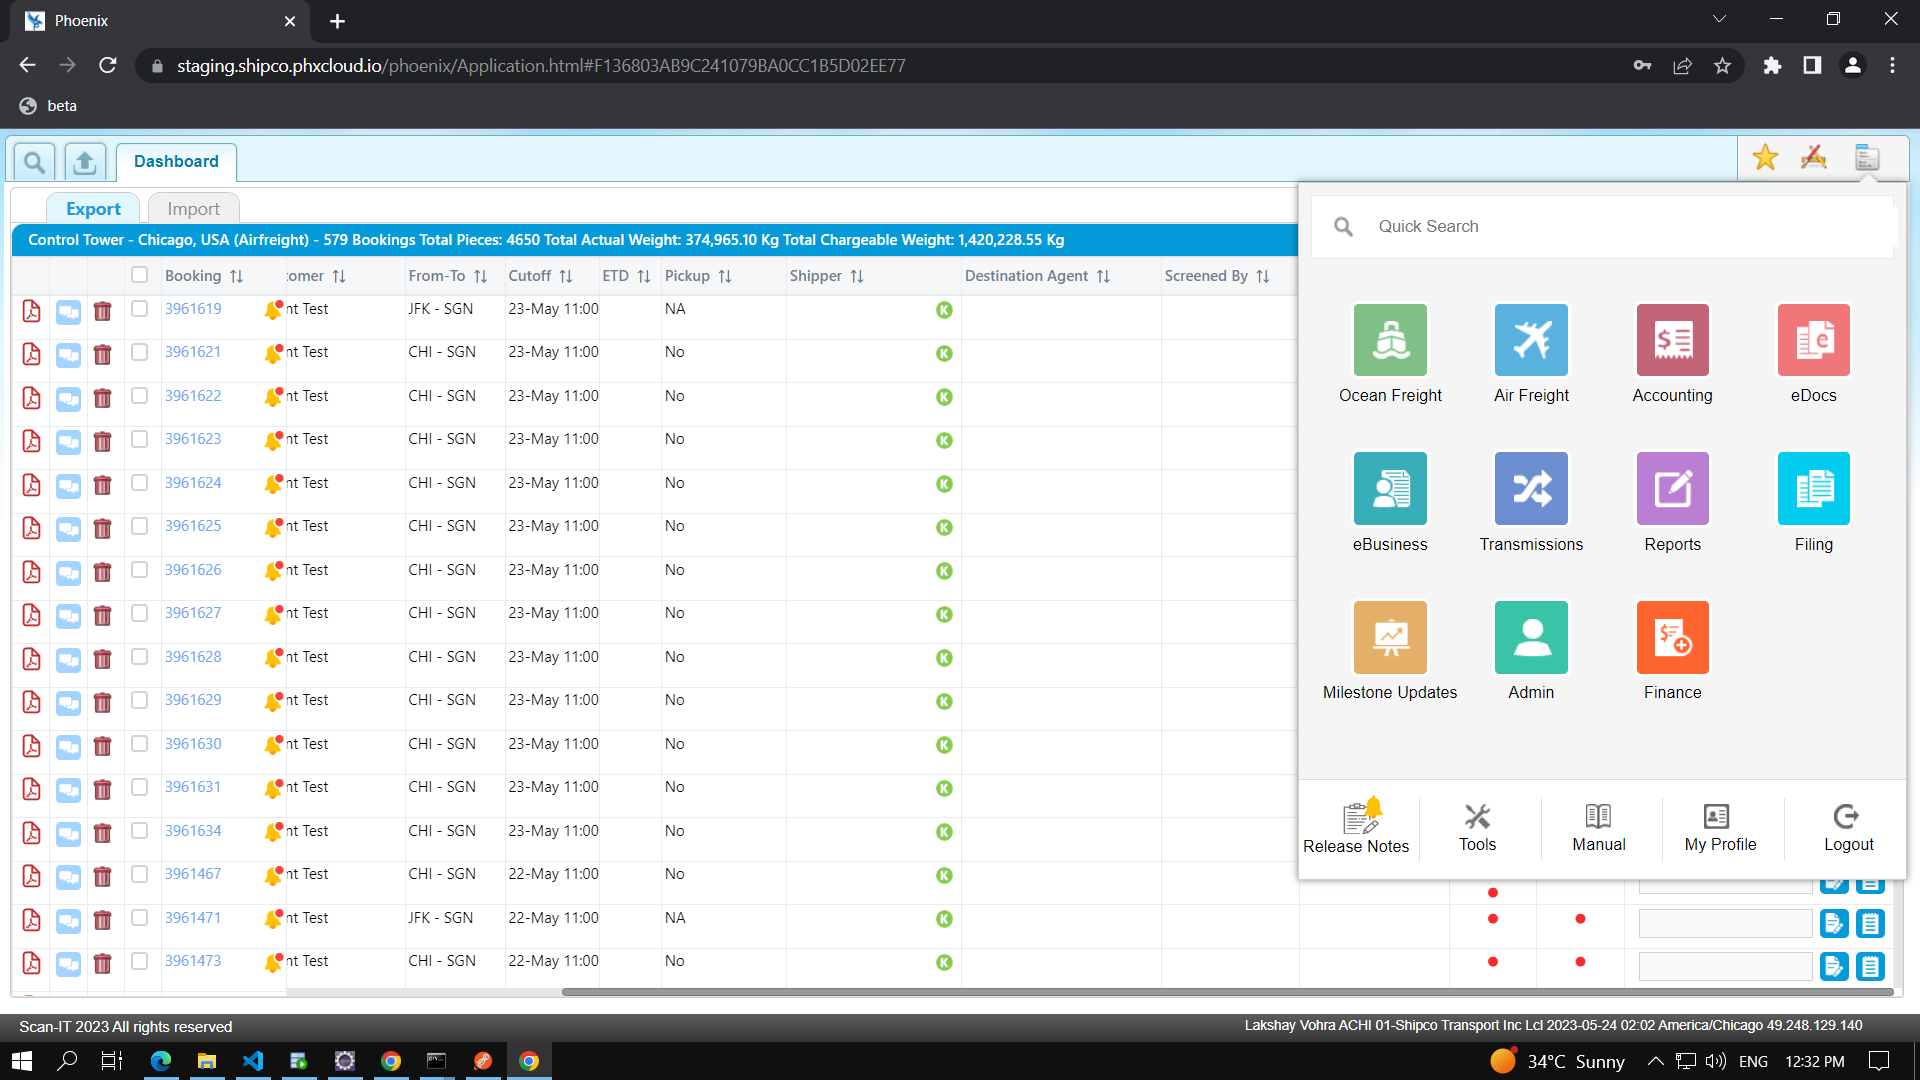 Phoenix
staging.shipco.phxcloud.io/phoenix/Application.html#F136803AB9C241079BA0CC1B5D02EE77
beta
Dashboard
Export Import
Control Tower - Chicago, USA (Airfreight) - 579 Bookings Total Pieces: 4650 Total Actual Weight: 374,965.10 Kg Total Chargeable Weight: 1,420,228.55 Kg
Booking tomer From-To Cutoff ETD Pickup Shipper Destination Agent Screened By
3961619 nt Test JFK - SGN 23-May 11:00 NA K
3961621 nt Test CHI - SGN 23-May 11:00 No K
3961622 nt Test CHI - SGN 23-May 11:00 No K
3961623 nt Test CHI - SGN 23-May 11:00 No K
3961624 nt Test CHI - SGN 23-May 11:00 No K
3961625 nt Test CHI - SGN 23-May 11:00 No K
3961626 nt Test CHI - SGN 23-May 11:00 No K
3961627 nt Test CHI - SGN 23-May 11:00 No K
3961628 nt Test CHI - SGN 23-May 11:00 No K
3961629 nt Test CHI - SGN 23-May 11:00 No K
3961630 nt Test CHI - SGN 23-May 11:00 No K
3961631 nt Test CHI - SGN 23-May 11:00 No K
3961634 nt Test CHI - SGN 23-May 11:00 No K
3961467 nt Test CHI - SGN 22-May 11:00 No K
3961471 nt Test JFK - SGN 22-May 11:00 NA K
3961473 nt Test CHI - SGN 22-May 11:00 No K
Quick Search
Ocean Freight Air Freight Accounting eDocs
eBusiness Transmissions Reports Filing
Milestone Updates Admin Finance
Release Notes Tools Manual My Profile Logout
Scan-IT 2023 All rights reserved
Lakshay Vohra ACHI 01-Shipco Transport Inc Lcl 2023-05-24 02:02 America/Chicago 49.248.129.140
34°C Sunny ENG 12:32 PM